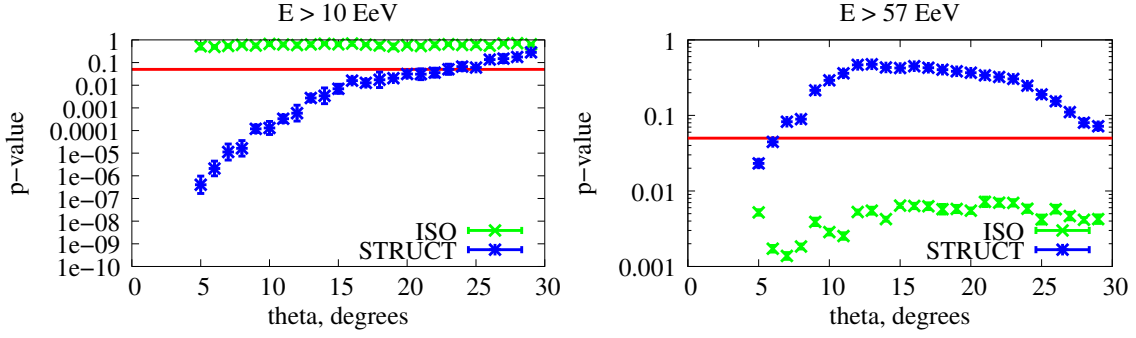 E > 10 EeV
p-value
1
0.1
0.01
0.001
0.0001
1e-05
1e-06
1e-07
1e-08
1e-09
1e-10
ISO
STRUCT
0 5 10 15 20 25 30
theta, degrees
E > 57 EeV
p-value
1
0.1
0.01
0.001
ISO
STRUCT
0 5 10 15 20 25 30
theta, degrees